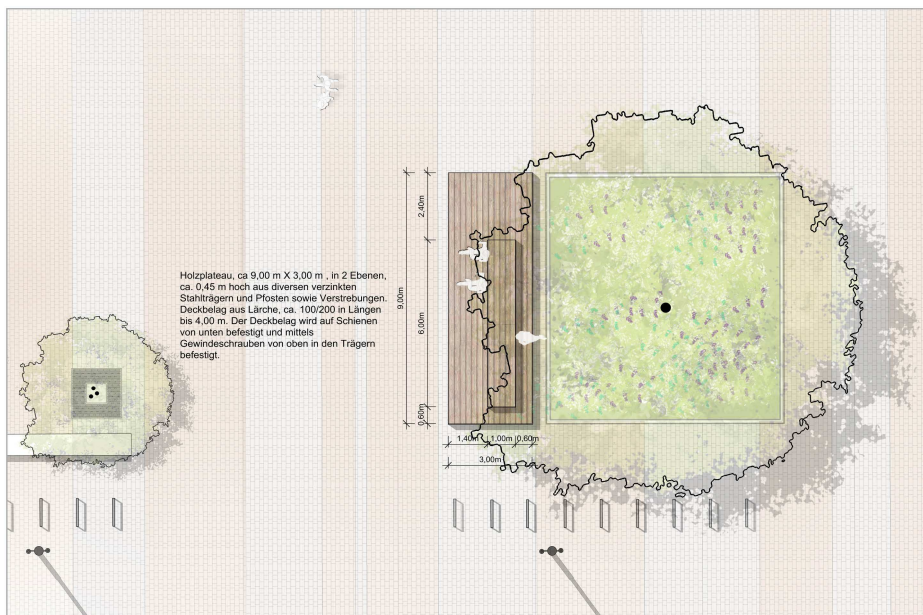 2,40m
9,00m
6,00m
0,60m
Holzplateau, ca 9,00 m X 3,00 m , in 2 Ebenen,
ca. 0,45 m hoch aus diversen verzinkten
Stahlträgern und Pfosten sowie Verstrebungen.
Deckbelag aus Lärche, ca. 100/200 in Längen
bis 4,00 m. Der Deckbelag wird auf Schienen
von unten befestigt und mittels
Gewindeschrauben von oben in den Trägern
befestigt.
1,40m 1,00m 0,60m
3,00m